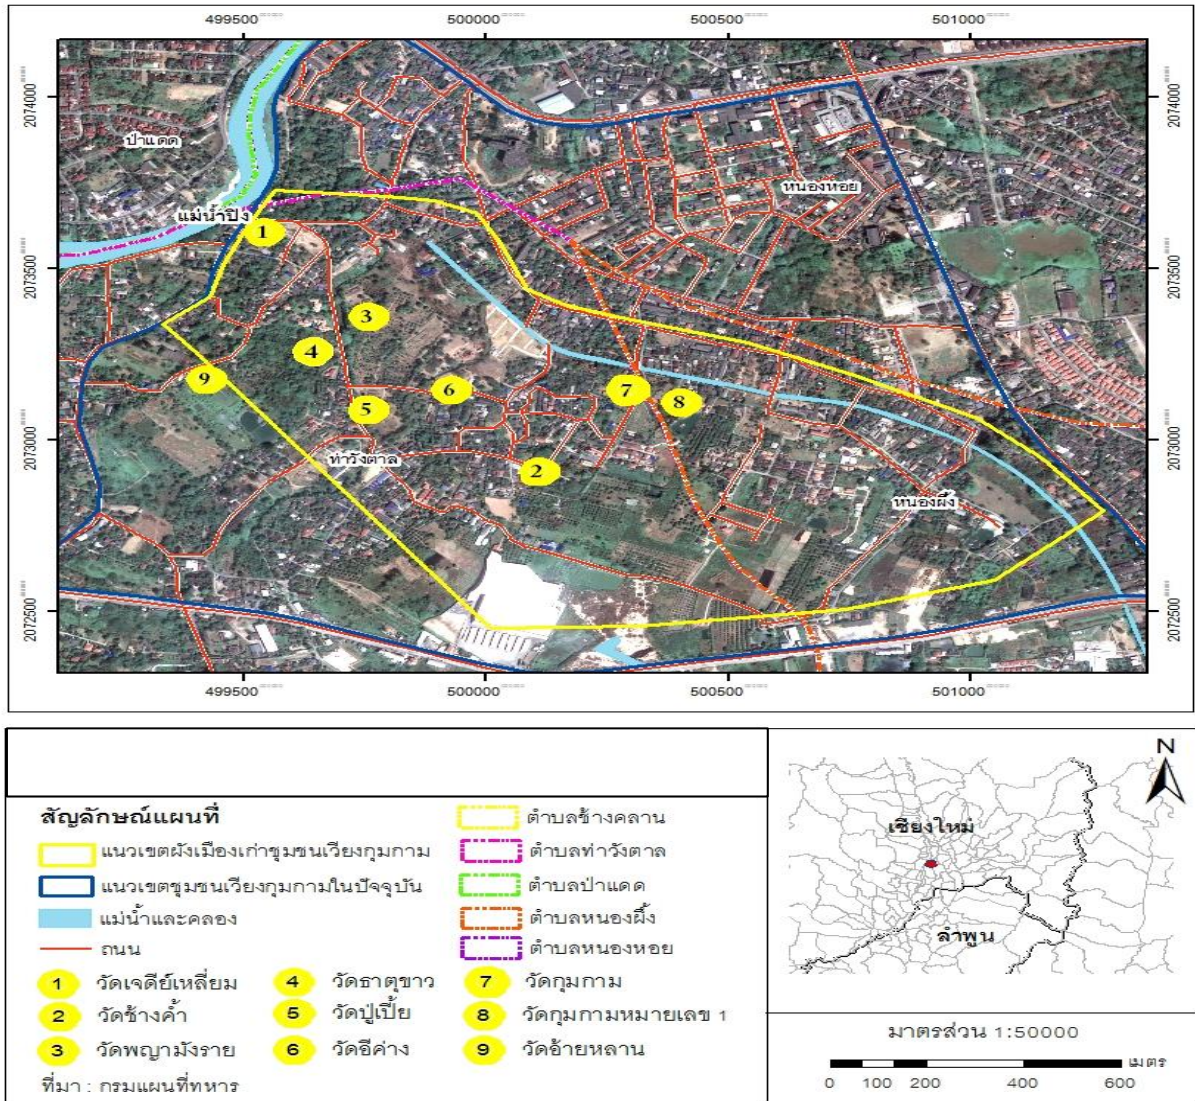 499500 500000 500500 501000
2074000 2074000
ป่าแดด
หนองหอย
แม่น้ำปิง
1
2073500 2073500
3
4
9 6 7 8
5
2073000 2073000
ท่าวังตาล 2
หนองผึ้ง
2072500 2072500
499500 500000 500500 501000
สัญลักษณ์แผนที่
แนวเขตผังเมืองเก่าชุมชนเวียงกุมกาม
แนวเขตชุมชนเวียงกุมกามในปัจจุบัน
แม่น้ำและคลอง
ถนน
ตำบลช้างคลาน
ตำบลท่าวังตาล
ตำบลป่าแดด
ตำบลหนองผึ้ง
ตำบลหนองหอย
1 วัดเจดีย์เหลี่ยม
2 วัดช้างค้ำ
3 วัดพญามังราย
4 วัดธาตุขาว
5 วัดปู่เปี้ย
6 วัดอีค่าง
7 วัดกุมกาม
8 วัดกุมกามหมายเลข 1
9 วัดอ้ายหลาน
ที่มา : กรมแผนที่ทหาร
N
เชียงใหม่
ลำพูน
มาตรส่วน 1:50000
เมตร
0 100 200 400 600